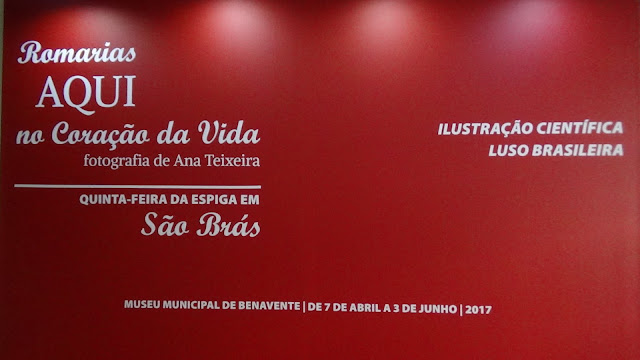 Romarias
AQUI
no Coração da Vida
fotografia de Ana Teixeira
QUINTA-FEIRA DA ESPIGA EM
São Brás
ILUSTRAÇÃO CIENTÍFICA
LUSO BRASILEIRA
MUSEU MUNICIPAL DE BENAVENTE | DE 7 DE ABRIL A 3 DE JUNHO | 2017